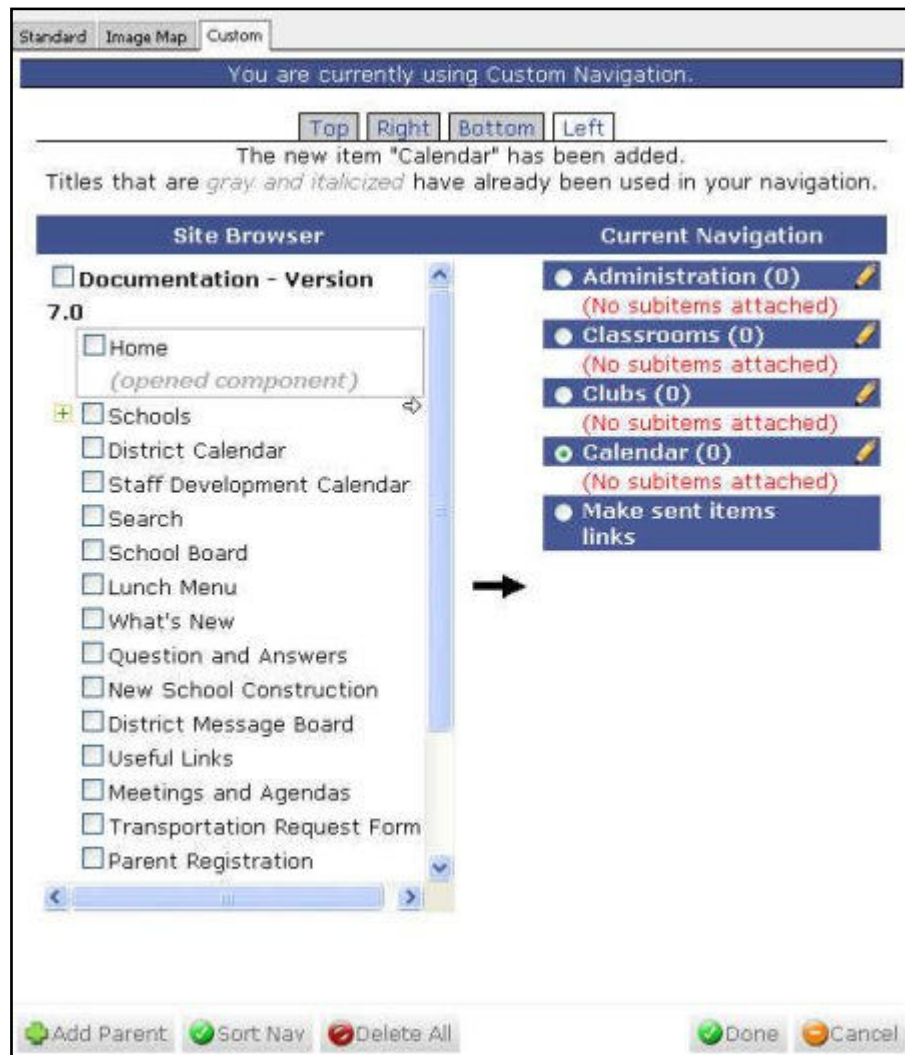 Standard Image Map Custom
You are currently using Custom Navigation.
Top Right Bottom Left
The new item "Calendar" has been added.
Titles that are gray and italicized have already been used in your navigation.
Site Browser
Documentation - Version
7.0
Home
(opened component)
Schools
District Calendar
Staff Development Calendar
Search
School Board
Lunch Menu
What's New
Question and Answers
New School Construction
District Message Board
Useful Links
Meetings and Agendas
Transportation Request Form
Parent Registration
Current Navigation
Administration (0)
(No subitems attached)
Classrooms (0)
(No subitems attached)
Clubs (0)
(No subitems attached)
Calendar (0)
(No subitems attached)
Make sent items
links
Add Parent Sort Nav Delete All Done Cancel